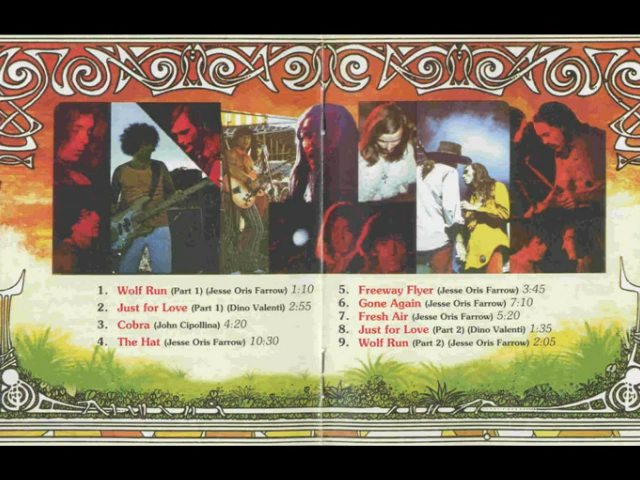 1. Wolf Run (Part 1) (Jesse Oris Farrow) 1:10
2. Just for Love (Part 1) (Dino Valenti) 2:55
3. Cobra (John Cipollina) 4:20
4. The Hat (Jesse Oris Farrow) 10:30
5. Freeway Flyer (Jesse Oris Farrow) 3:45
6. Gone Again (Jesse Oris Farrow) 7:10
7. Fresh Air (Jesse Oris Farrow) 5:20
8. Just for Love (Part 2) (Dino Valenti) 1:35
9. Wolf Run (Part 2) (Jesse Oris Farrow) 2:05